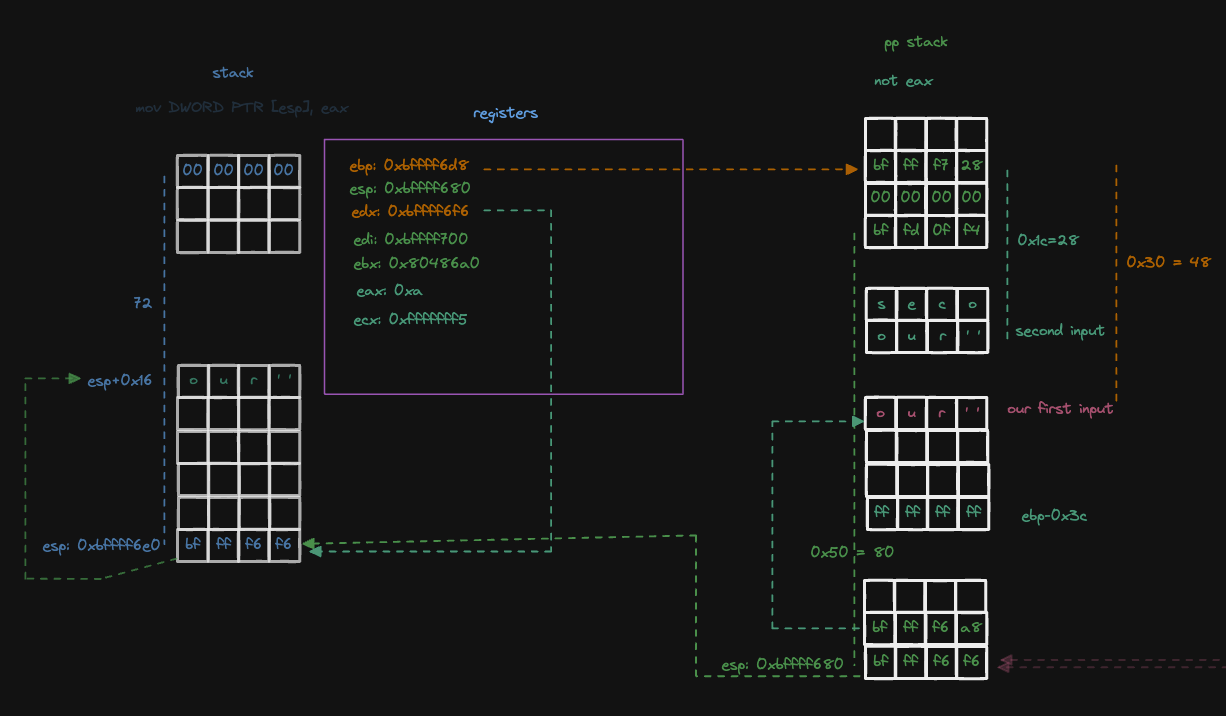 stack
mov DWORD PTR [esp], eax
00 00 00 00
72
esp+0x16
o u r ' '
esp: 0xbffff6e0
bf ff f6 f6
registers
ebp: 0xbffff6d8
esp: 0xbffff680
edx: 0xbffff6f6
edi: 0xbffff700
ebx: 0x80486a0
eax: 0xa
ecx: 0xfffffff5
pp stack
not eax
bf ff f7 28
00 00 00 00
bf fd 0f f4
0x1c=28
0x30 = 48
s e c o
o u r ' '
second input
our first input
o u r ' '
ff ff ff ff
ebp-0x3c
0x50 = 80
bf ff f6 a8
esp: 0xbffff680
bf ff f6 f6